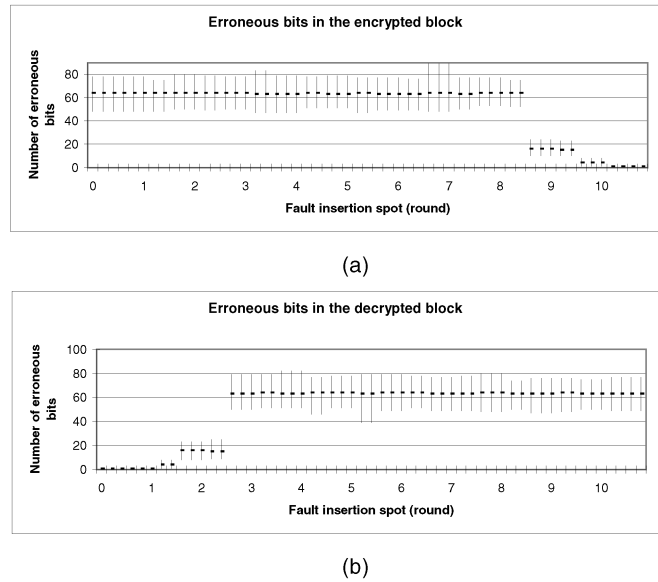 Erroneous bits in the encrypted block
Number of erroneous
bits
80
60
40
20
0
0 1 2 3 4 5 6 7 8 9 10
Fault insertion spot (round)
(a)
Erroneous bits in the decrypted block
Number of erroneous
bits
100
80
60
40
20
0
0 1 2 3 4 5 6 7 8 9 10
Fault insertion spot (round)
(b)